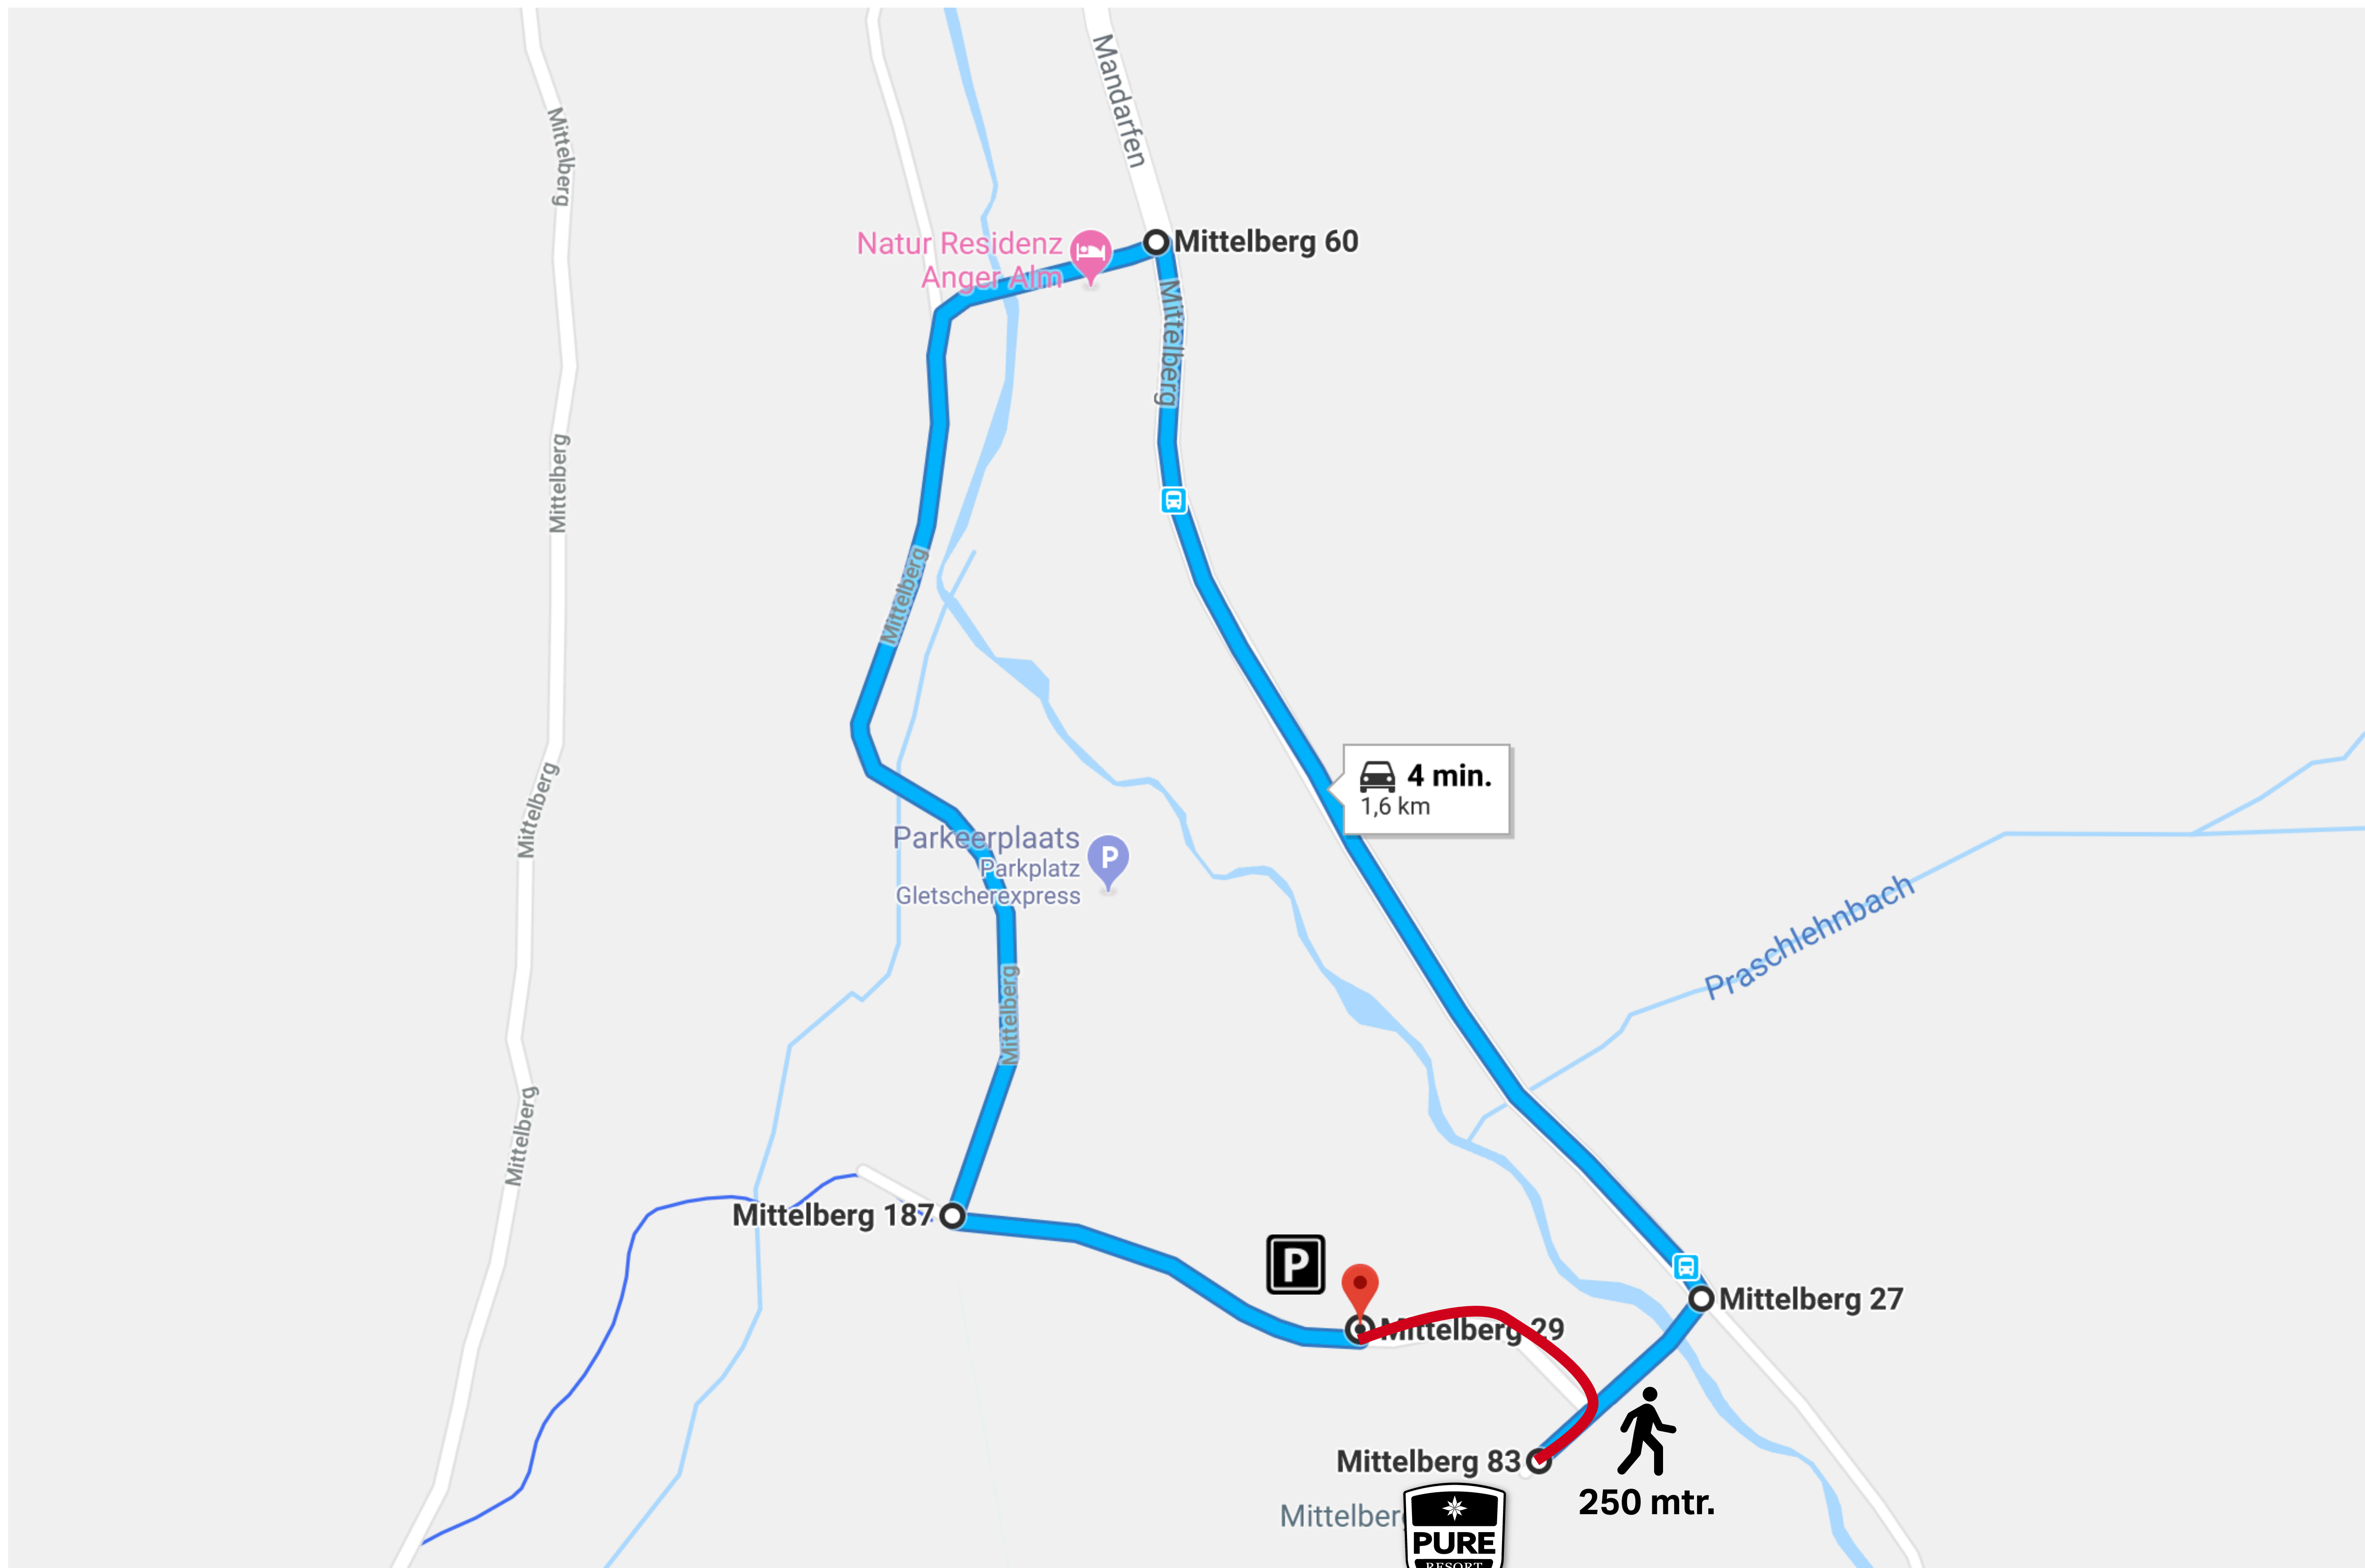 Mandarfen
Mittelberg
Natur Residenz
Anger Alm
Mittelberg 60
Mittelberg
Mittelberg
Mittelberg
4 min.
1,6 km
Mittelberg
Parkeerplaats
Parkplatz
Gletscherexpress
P
Praschlehnbach
Mittelberg
Mittelberg
Mittelberg 187
P
Mittelberg 27
Mittelberg 29
Mittelberg 83
250 mtr.
PURE
RESORT